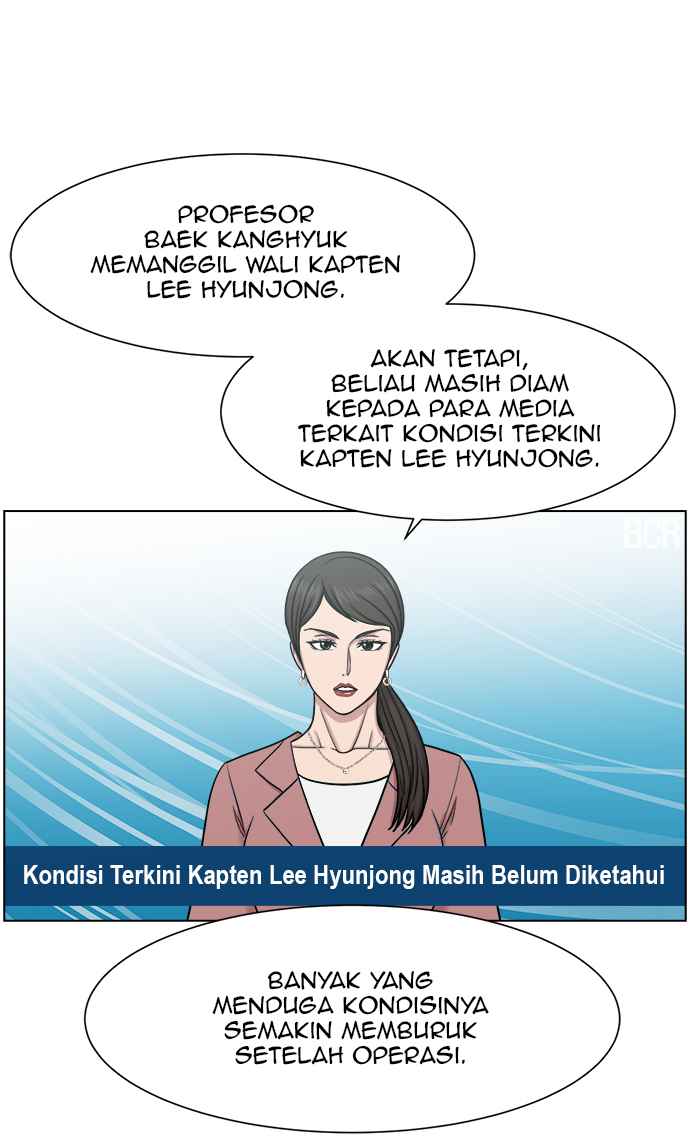 PROFESOR
BAEK KANGHYUK
MEMANGGIL WALI KAPTEN
LEE HYUNJONG.
AKAN TETAPI,
BELIAU MASIH DIAM
KEPADA PARA MEDIA
TERKAIT KONDISI TERKINI
KAPTEN LEE HYUNJONG.
BCR
Kondisi Terkini Kapten Lee Hyunjong Masih Belum Diketahui
BANYAK YANG
MENDUGA KONDISINYA
SEMAKIN MEMBURUK
SETELAH OPERASI.